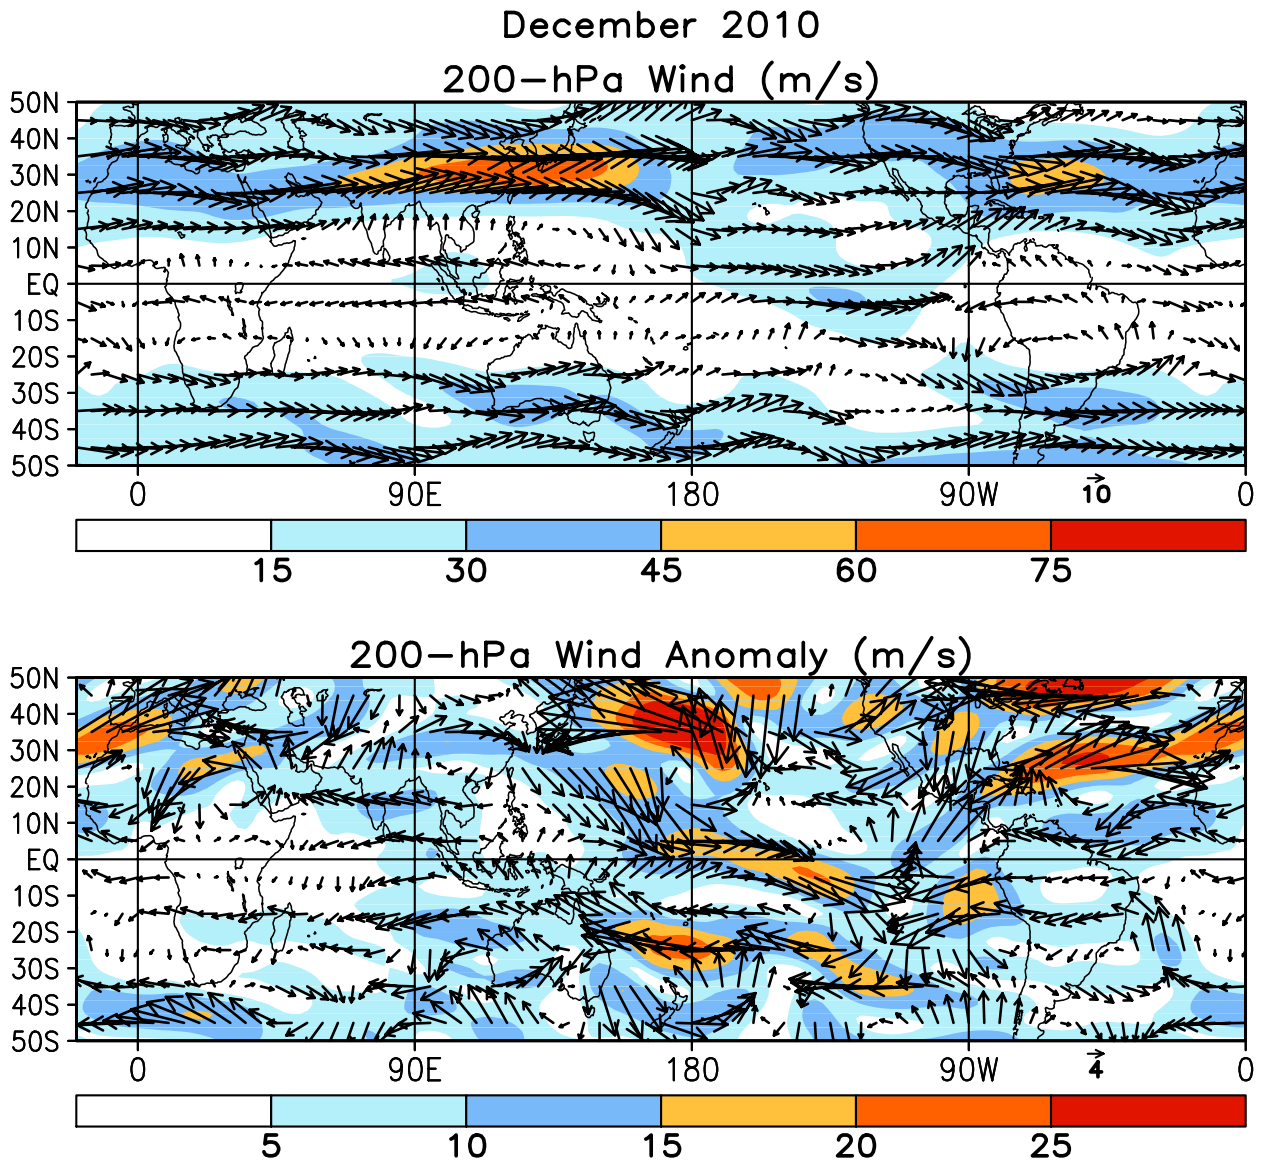 December 2010
200-hPa Wind (m/s)
50N
40N
30N
20N
10N
EQ
10S
20S
30S
40S
50S
0 90E 180 90W 10 0
15 30 45 60 75
200-hPa Wind Anomaly (m/s)
50N
40N
30N
20N
10N
EQ
10S
20S
30S
40S
50S
0 90E 180 90W 4 0
5 10 15 20 25